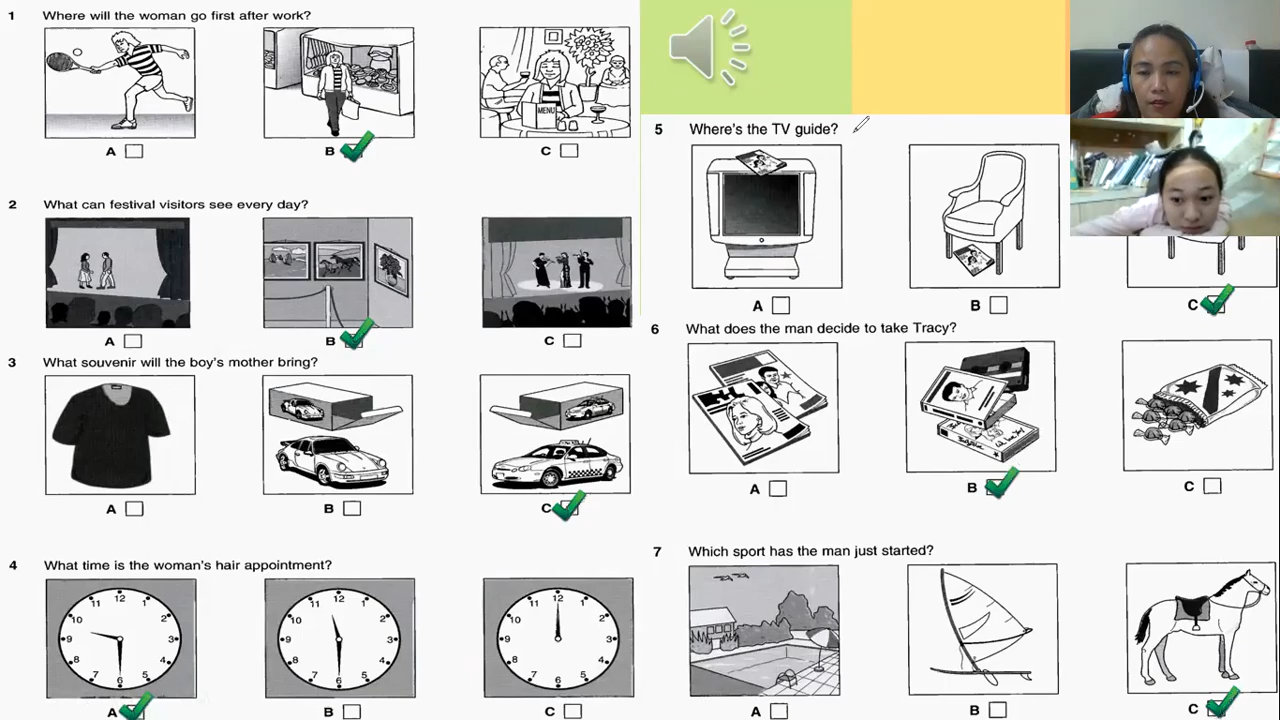 1 Where will the woman go first after work?
MENU
A B C
2 What can festival visitors see every day?
A B C
3 What souvenir will the boy's mother bring?
A B C
4 What time is the woman's hair appointment?
12 1 2 3 4 5 6 7 8 9 10 11
12 1 2 3 4 5 6 7 8 9 10 11
12 1 2 3 4 5 6 7 8 9 10 11
A B C
5 Where's the TV guide?
A B C
6 What does the man decide to take Tracy?
A B C
7 Which sport has the man just started?
A B C